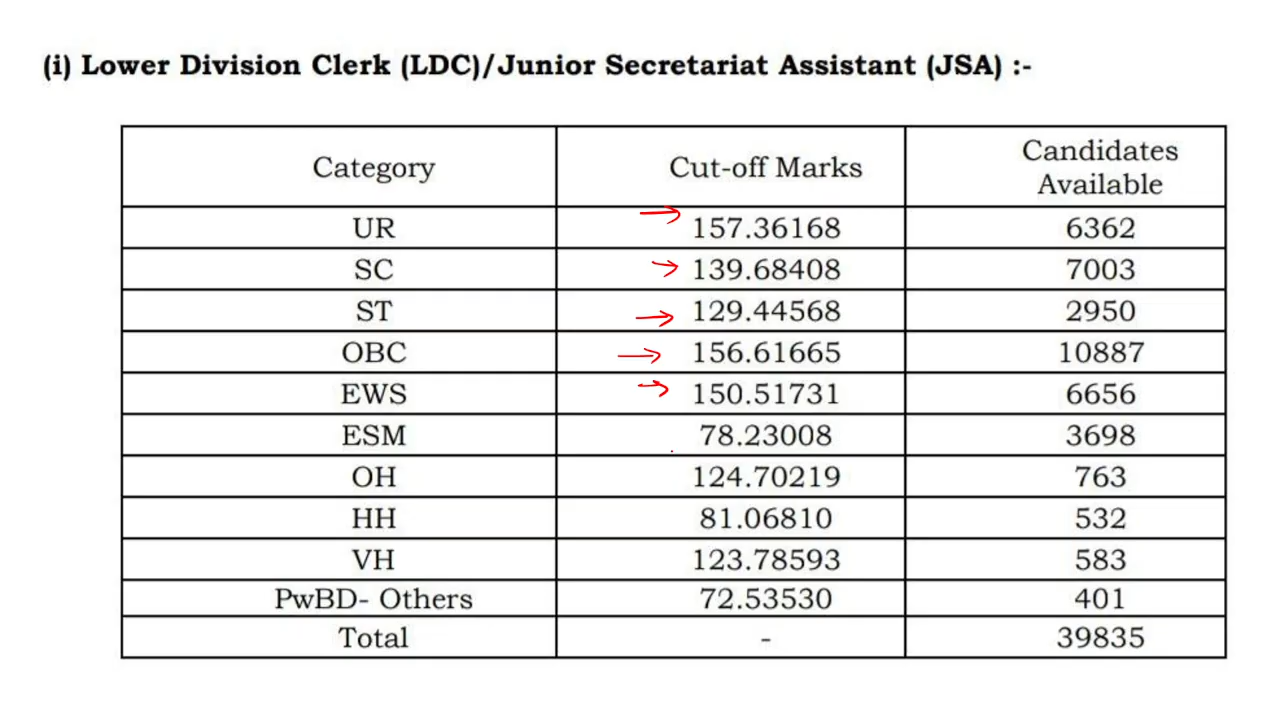 (i) Lower Division Clerk (LDC)/Junior Secretariat Assistant (JSA) :-
Category Cut-off Marks Candidates Available
UR 157.36168 6362
SC 139.68408 7003
ST 129.44568 2950
OBC 156.61665 10887
EWS 150.51731 6656
ESM 78.23008 3698
OH 124.70219 763
HH 81.06810 532
VH 123.78593 583
PwBD- Others 72.53530 401
Total - 39835